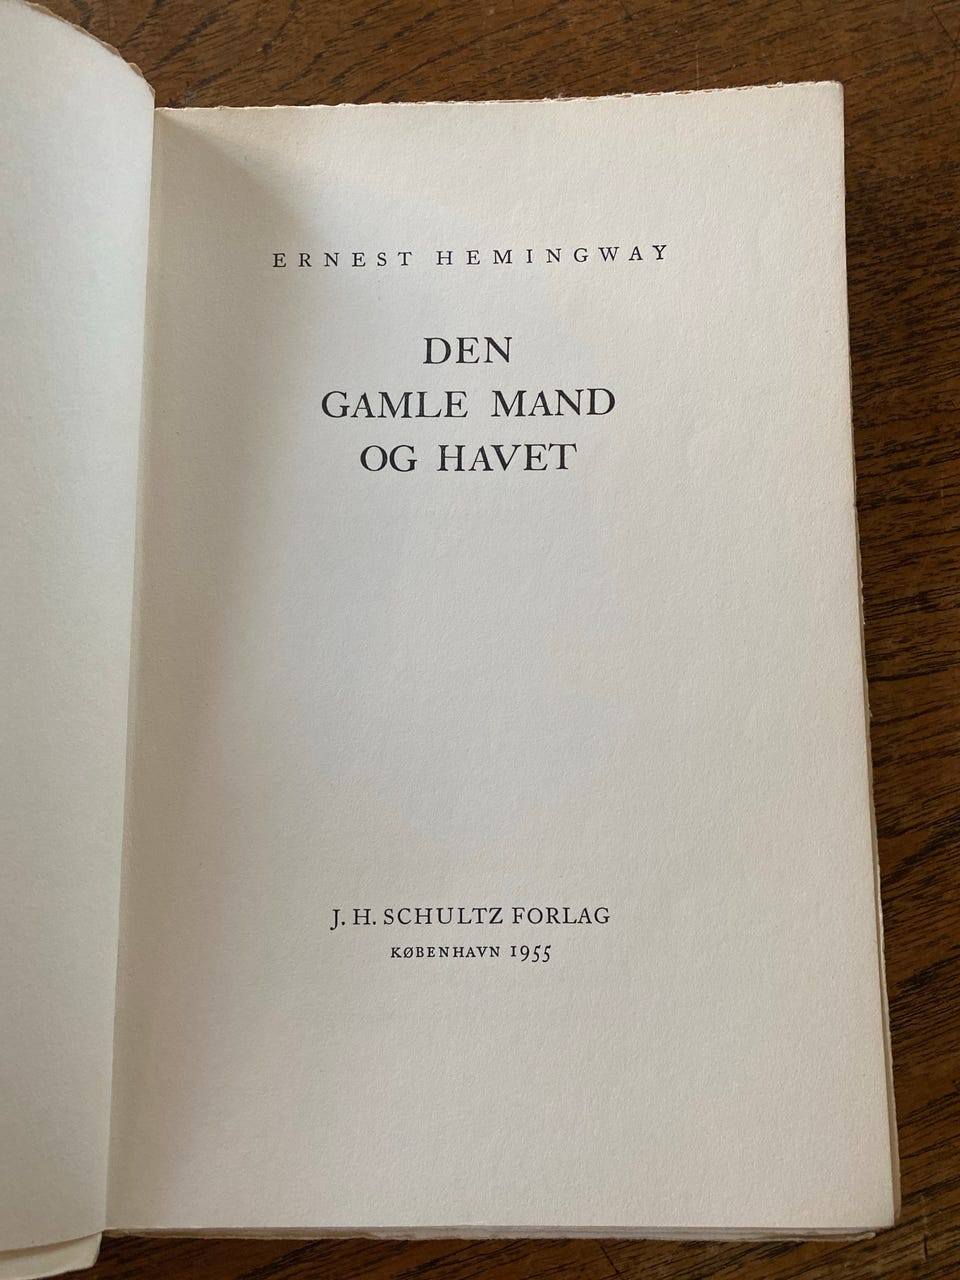 ERNEST HEMINGWAY
DEN
GAMLE MAND
OG HAVET
J. H. SCHULTZ FORLAG
KØBENHAVN 1955